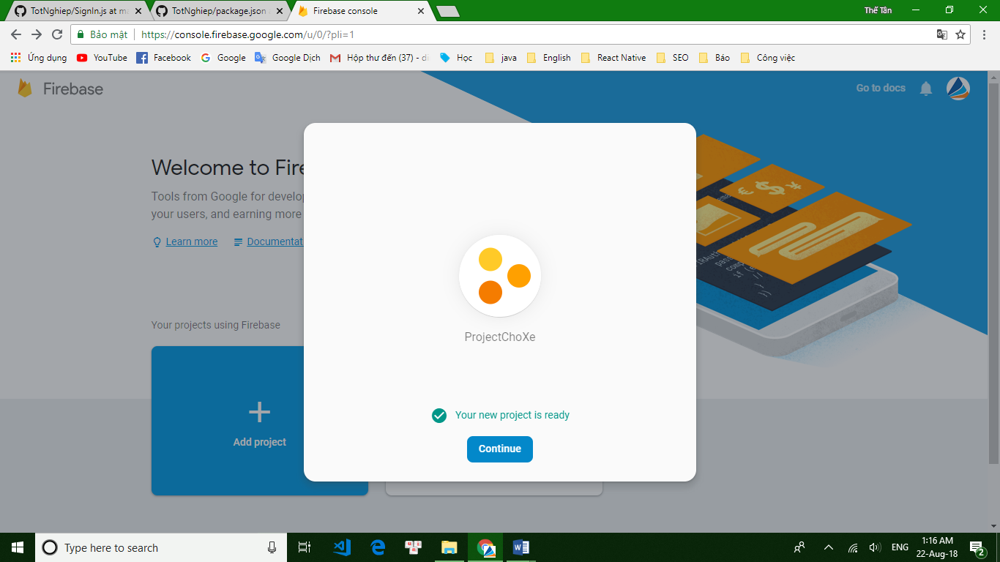 TotNghiep/SignIn.js at ma
TotNghiep/package.json
Firebase console
Thế Tân
Bảo mật
https://console.firebase.google.com/u/0/?pli=1
Ứng dụng
YouTube
Facebook
Google
Google Dịch
Hộp thư đến (37) - di
Học
java
English
React Native
SEO
Báo
Công việc
Firebase
Go to docs
Welcome to Fire
Tools from Google for develop
your users, and earning more
Learn more
Documentat
Your projects using Firebase
Add project
ProjectChoXe
Your new project is ready
Continue
Type here to search
ENG
1:16 AM
22-Aug-18
2